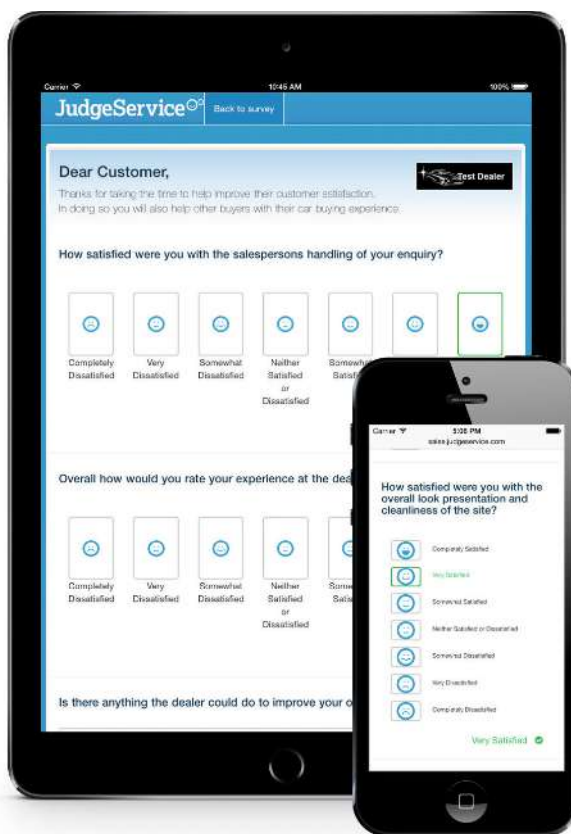 Carrier
10:45 AM
100%
JudgeService
Back to survey
Dear Customer,
Test Dealer
Thanks for taking the time to help improve their customer satisfaction.
In doing so you will also help other buyers with their car buying experience.
How satisfied were you with the salespersons handling of your enquiry?
Completely Dissatisfied
Very Dissatisfied
Somewhat Dissatisfied
Neither Satisfied or Dissatisfied
Somewhat
Overall how would you rate your experience at the
Completely Dissatisfied
Very Dissatisfied
Somewhat Dissatisfied
Neither Satisfied or Dissatisfied
Is there anything the dealer could do to improve your
Carrier
5:05 PM
sales.judgeservice.com
How satisfied were you with the
overall look presentation and
cleanliness of the site?
Completely Satisfied
Very Satisfied
Somewhat Satisfied
Neither Satisfied or Dissatisfied
Somewhat Dissatisfied
Very Dissatisfied
Completely Dissatisfied
Very Satisfied